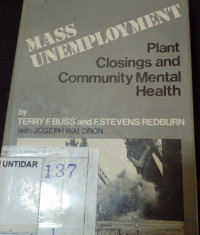 MASS
UNEMPLOYMENT
Plant
Closings and
Community Mental
Health
by
TERRY F. BUSS and F. STEVENS REDBURN
with JOSEPH WALDRON
UNTIDAR
137